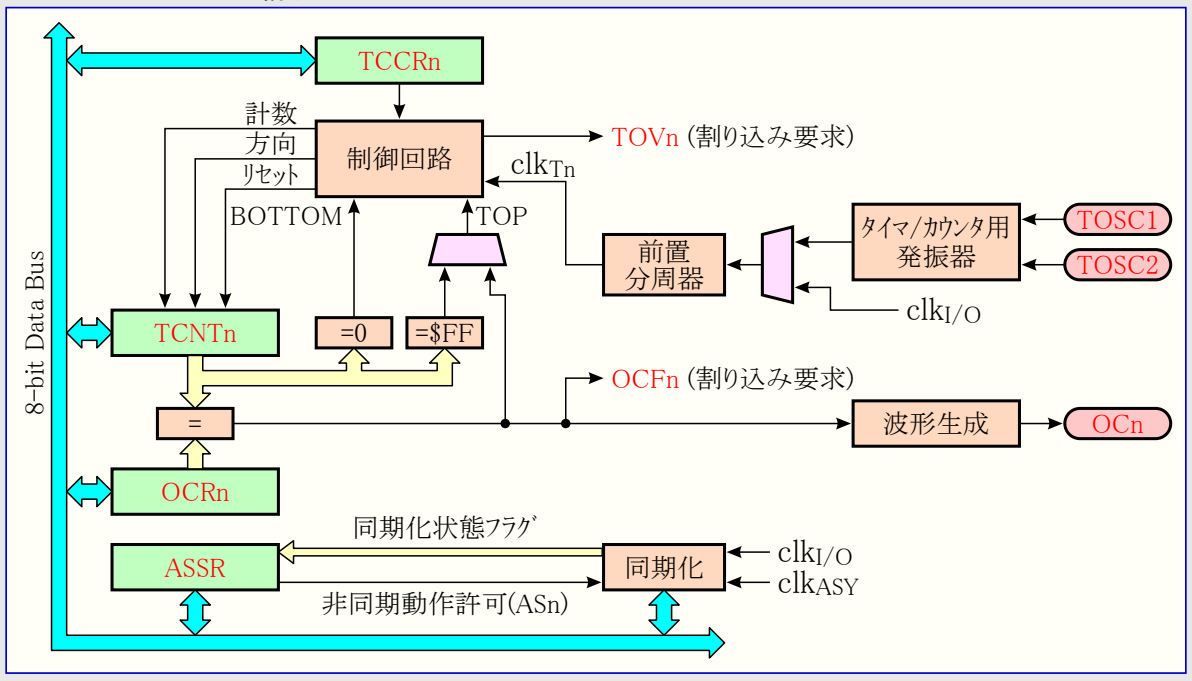 TCCRn
計数
方向
リセット
制御回路
TOVn (割り込み要求)
clkTn
BOTTOM
TOP
前置
分周器
タイマ/カウンタ用
発振器
TOSC1
TOSC2
clkI/O
8-bit Data Bus
TCNTn
=0
=$FF
OCFn (割り込み要求)
=
波形生成
OCn
OCRn
同期化状態フラグ
ASSR
同期化
clkI/O
clkASY
非同期動作許可(ASn)